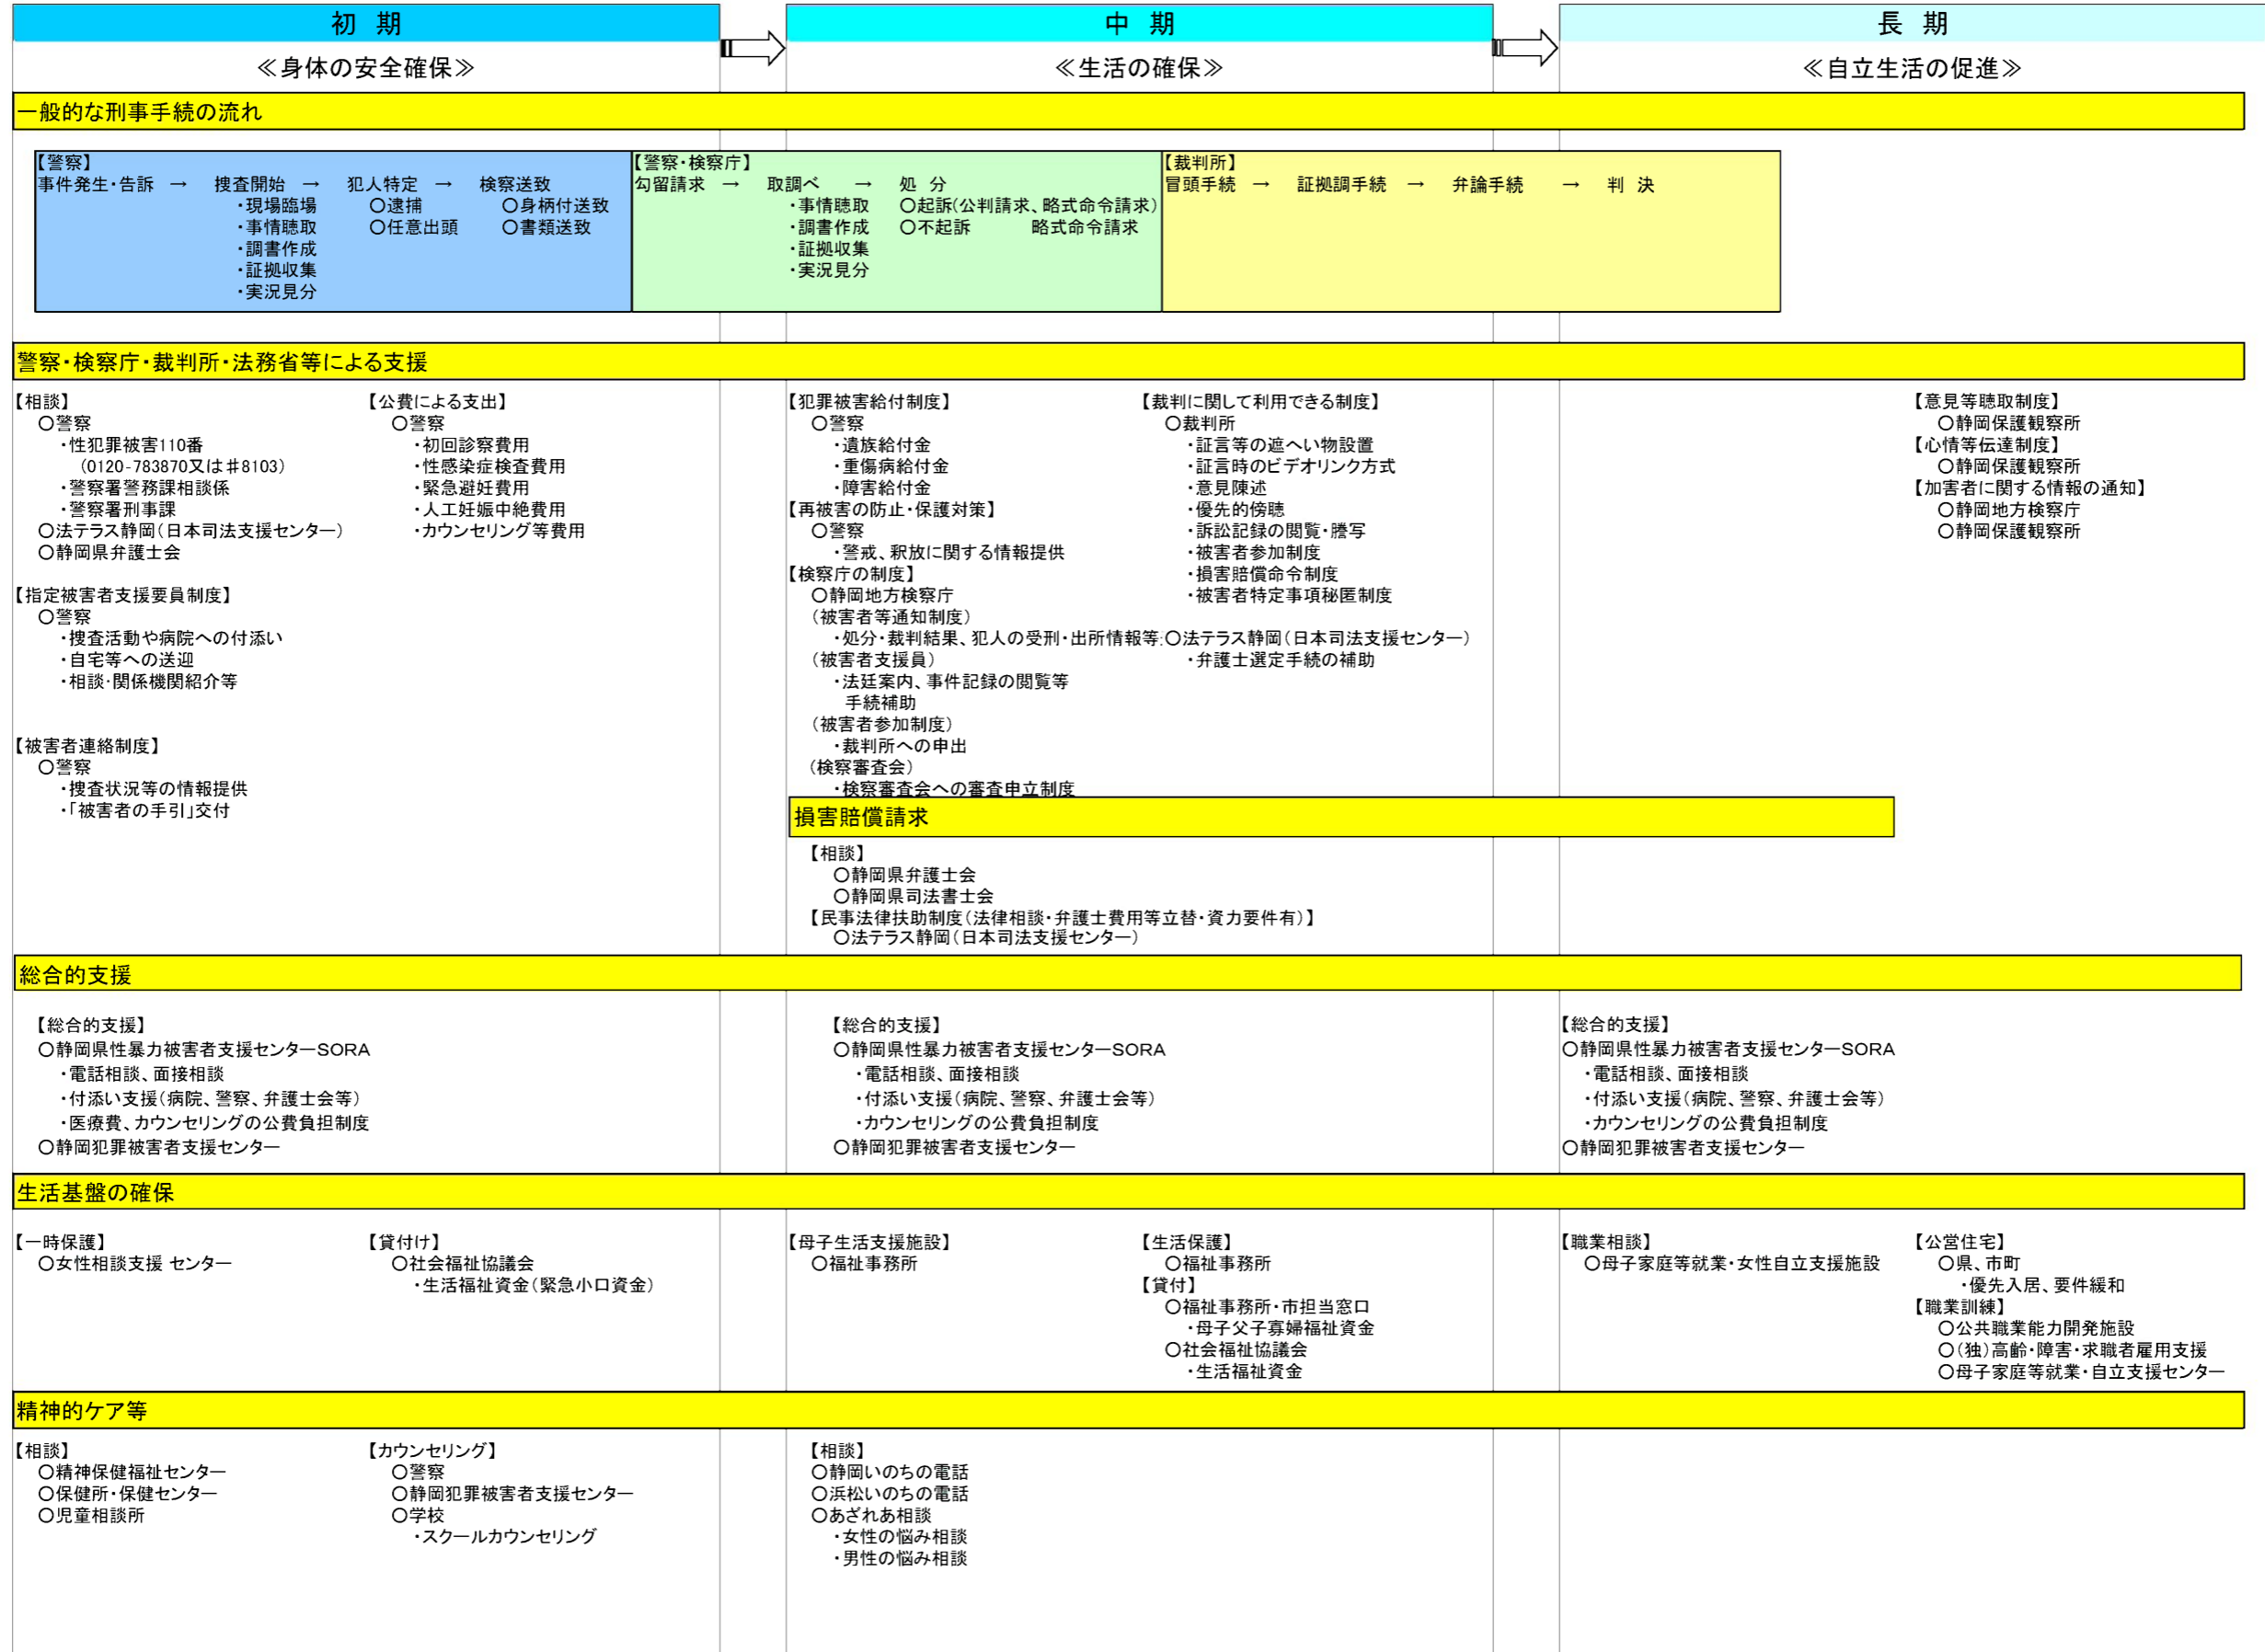 初 期
中 期
長 期
≪身体の安全確保≫
≪生活の確保≫
≪自立生活の促進≫
一般的な刑事手続の流れ
【警察】
事件発生・告訴 → 捜査開始 → 犯人特定 → 検察送致
・現場臨場 ○逮捕 ○身柄付送致
・事情聴取 ○任意出頭 ○書類送致
・調書作成
・証拠収集
・実況見分
【警察・検察庁】
勾留請求 → 取調べ → 処 分
・事情聴取 ○起訴(公判請求、略式命令請求)
・調書作成 ○不起訴 略式命令請求
・証拠収集
・実況見分
【裁判所】
冒頭手続 → 証拠調手続 → 弁論手続 → 判 決
警察・検察庁・裁判所・法務省等による支援
【相談】
○警察
・性犯罪被害110番
(0120-783870又は♯8103)
・警察署警務課相談係
・警察署刑事課
○法テラス静岡(日本司法支援センター)
○静岡県弁護士会
【指定被害者支援要員制度】
○警察
・捜査活動や病院への付添い
・自宅等への送迎
・相談・関係機関紹介等
【被害者連絡制度】
○警察
・捜査状況等の情報提供
・「被害者の手引」交付
【公費による支出】
○警察
・初回診察費用
・性感染症検査費用
・緊急避妊費用
・人工妊娠中絶費用
・カウンセリング等費用
【犯罪被害給付制度】
○警察
・遺族給付金
・重傷病給付金
・障害給付金
【再被害の防止・保護対策】
○警察
・警戒、釈放に関する情報提供
【検察庁の制度】
○静岡地方検察庁
(被害者等通知制度)
・処分・裁判結果、犯人の受刑・出所情報等
(被害者支援員)
・法廷案内、事件記録の閲覧等
手続補助
(被害者参加制度)
・裁判所への申出
(検察審査会)
・検察審査会への審査申立制度
【裁判に関して利用できる制度】
○裁判所
・証言等の遮へい物設置
・証言時のビデオリンク方式
・意見陳述
・優先的傍聴
・訴訟記録の閲覧・謄写
・被害者参加制度
・損害賠償命令制度
・被害者特定事項秘匿制度
○法テラス静岡(日本司法支援センター)
・弁護士選定手続の補助
【意見等聴取制度】
○静岡保護観察所
【心情等伝達制度】
○静岡保護観察所
【加害者に関する情報の通知】
○静岡地方検察庁
○静岡保護観察所
損害賠償請求
【相談】
○静岡県弁護士会
○静岡県司法書士会
【民事法律扶助制度(法律相談・弁護士費用等立替・資力要件有)】
○法テラス静岡(日本司法支援センター)
総合的支援
【総合的支援】
○静岡県性暴力被害者支援センターSORA
・電話相談、面接相談
・付添い支援(病院、警察、弁護士会等)
・医療費、カウンセリングの公費負担制度
○静岡犯罪被害者支援センター
【総合的支援】
○静岡県性暴力被害者支援センターSORA
・電話相談、面接相談
・付添い支援(病院、警察、弁護士会等)
・カウンセリングの公費負担制度
○静岡犯罪被害者支援センター
【総合的支援】
○静岡県性暴力被害者支援センターSORA
・電話相談、面接相談
・付添い支援(病院、警察、弁護士会等)
・カウンセリングの公費負担制度
○静岡犯罪被害者支援センター
生活基盤の確保
【一時保護】
○女性相談支援 センター
【貸付け】
○社会福祉協議会
・生活福祉資金(緊急小口資金)
【母子生活支援施設】
○福祉事務所
【生活保護】
○福祉事務所
【貸付】
○福祉事務所・市担当窓口
・母子父子寡婦福祉資金
○社会福祉協議会
・生活福祉資金
【職業相談】
○母子家庭等就業・女性自立支援施設
【公営住宅】
○県、市町
・優先入居、要件緩和
【職業訓練】
○公共職業能力開発施設
○(独)高齢・障害・求職者雇用支援
○母子家庭等就業・自立支援センター
精神的ケア等
【相談】
○精神保健福祉センター
○保健所・保健センター
○児童相談所
【カウンセリング】
○警察
○静岡犯罪被害者支援センター
○学校
・スクールカウンセリング
【相談】
○静岡いのちの電話
○浜松いのちの電話
○あざれあ相談
・女性の悩み相談
・男性の悩み相談